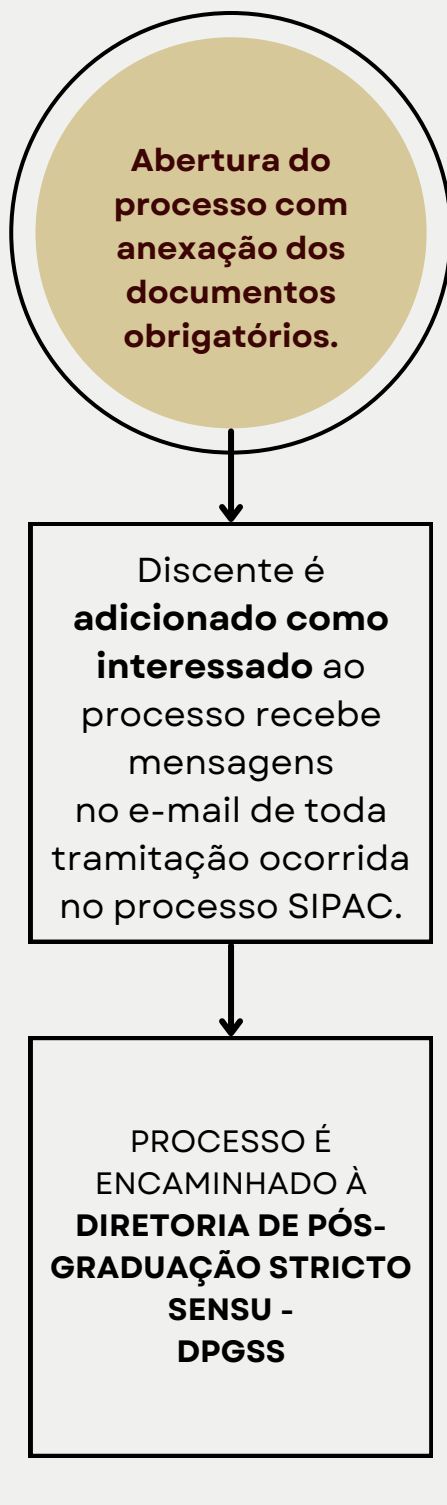 Abertura do
processo com
anexação dos
documentos
obrigatórios.
Discente é
adicionado como
interessado ao
processo recebe
mensagens
no e-mail de toda
tramitação ocorrida
no processo SIPAC.
PROCESSO É
ENCAMINHADO À
DIRETORIA DE PÓS-
GRADUAÇÃO STRICTO
SENSU -
DPGSS